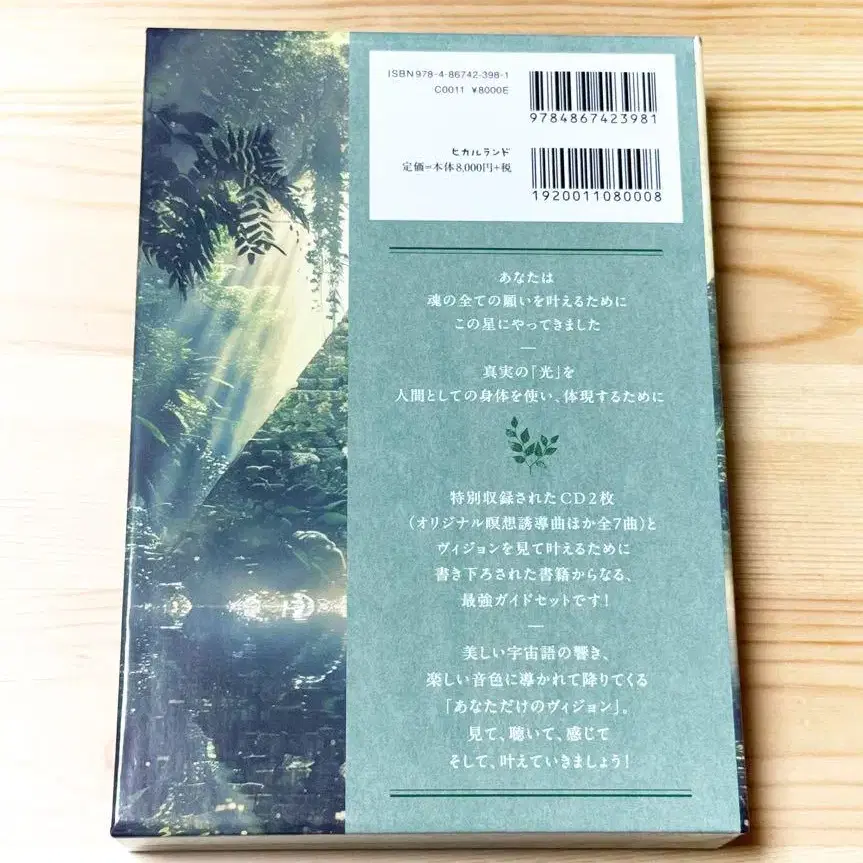 ISBN978-4-86742-398-1
C0011 ¥8000E
9784867423981
ヒカルランド
定価=本体8,000円+税
1920011080008
あなたは
魂の全ての願いを叶えるために
この星にやってきました
真実の「光」を
人間としての身体を使い、体現するために
特別収録されたCD2枚
(オリジナル瞑想誘導曲ほか全7曲)と
ヴィジョンを見て叶えるために
書き下ろされた書籍からなる、
最強ガイドセットです!
美しい宇宙語の響き、
楽しい音色に導かれて降りてくる
「あなただけのヴィジョン」。
見て、聴いて、感じて
そして、叶えていきましょう!